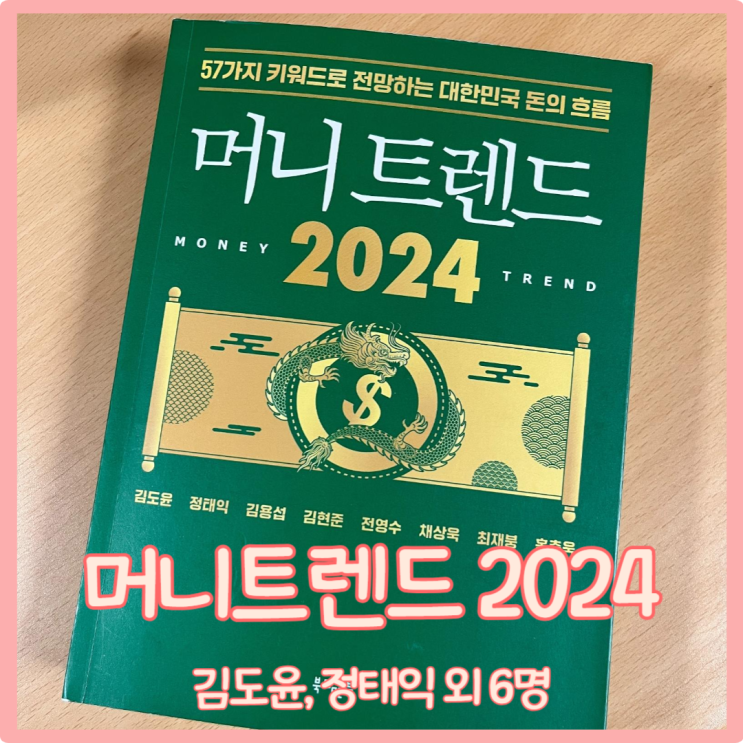 57가지 키워드로 전망하는 대한민국 돈의 흐름
머니트렌드
MONEY 2024 TREND
$
김도윤 정태익 김용섭 김현준 전영수 채상욱 최재붕 홍춘욱
머니트렌드 2024
김도윤, 정태익 외 6명